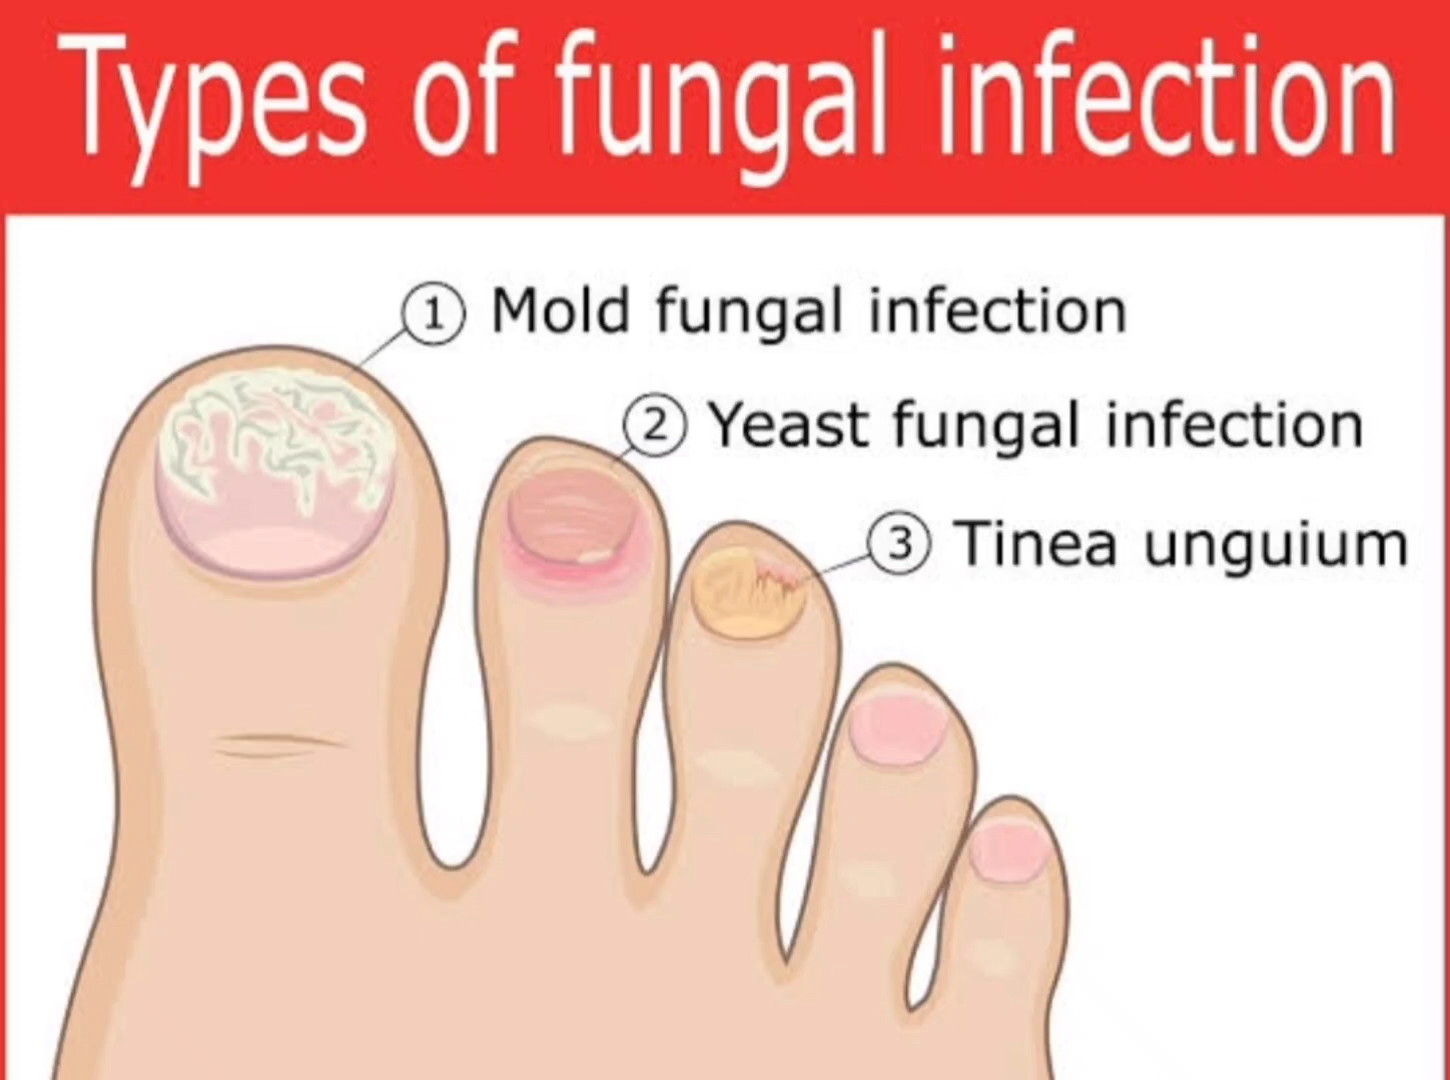 Types of fungal infection
1 Mold fungal infection
2 Yeast fungal infection
3 Tinea unguium